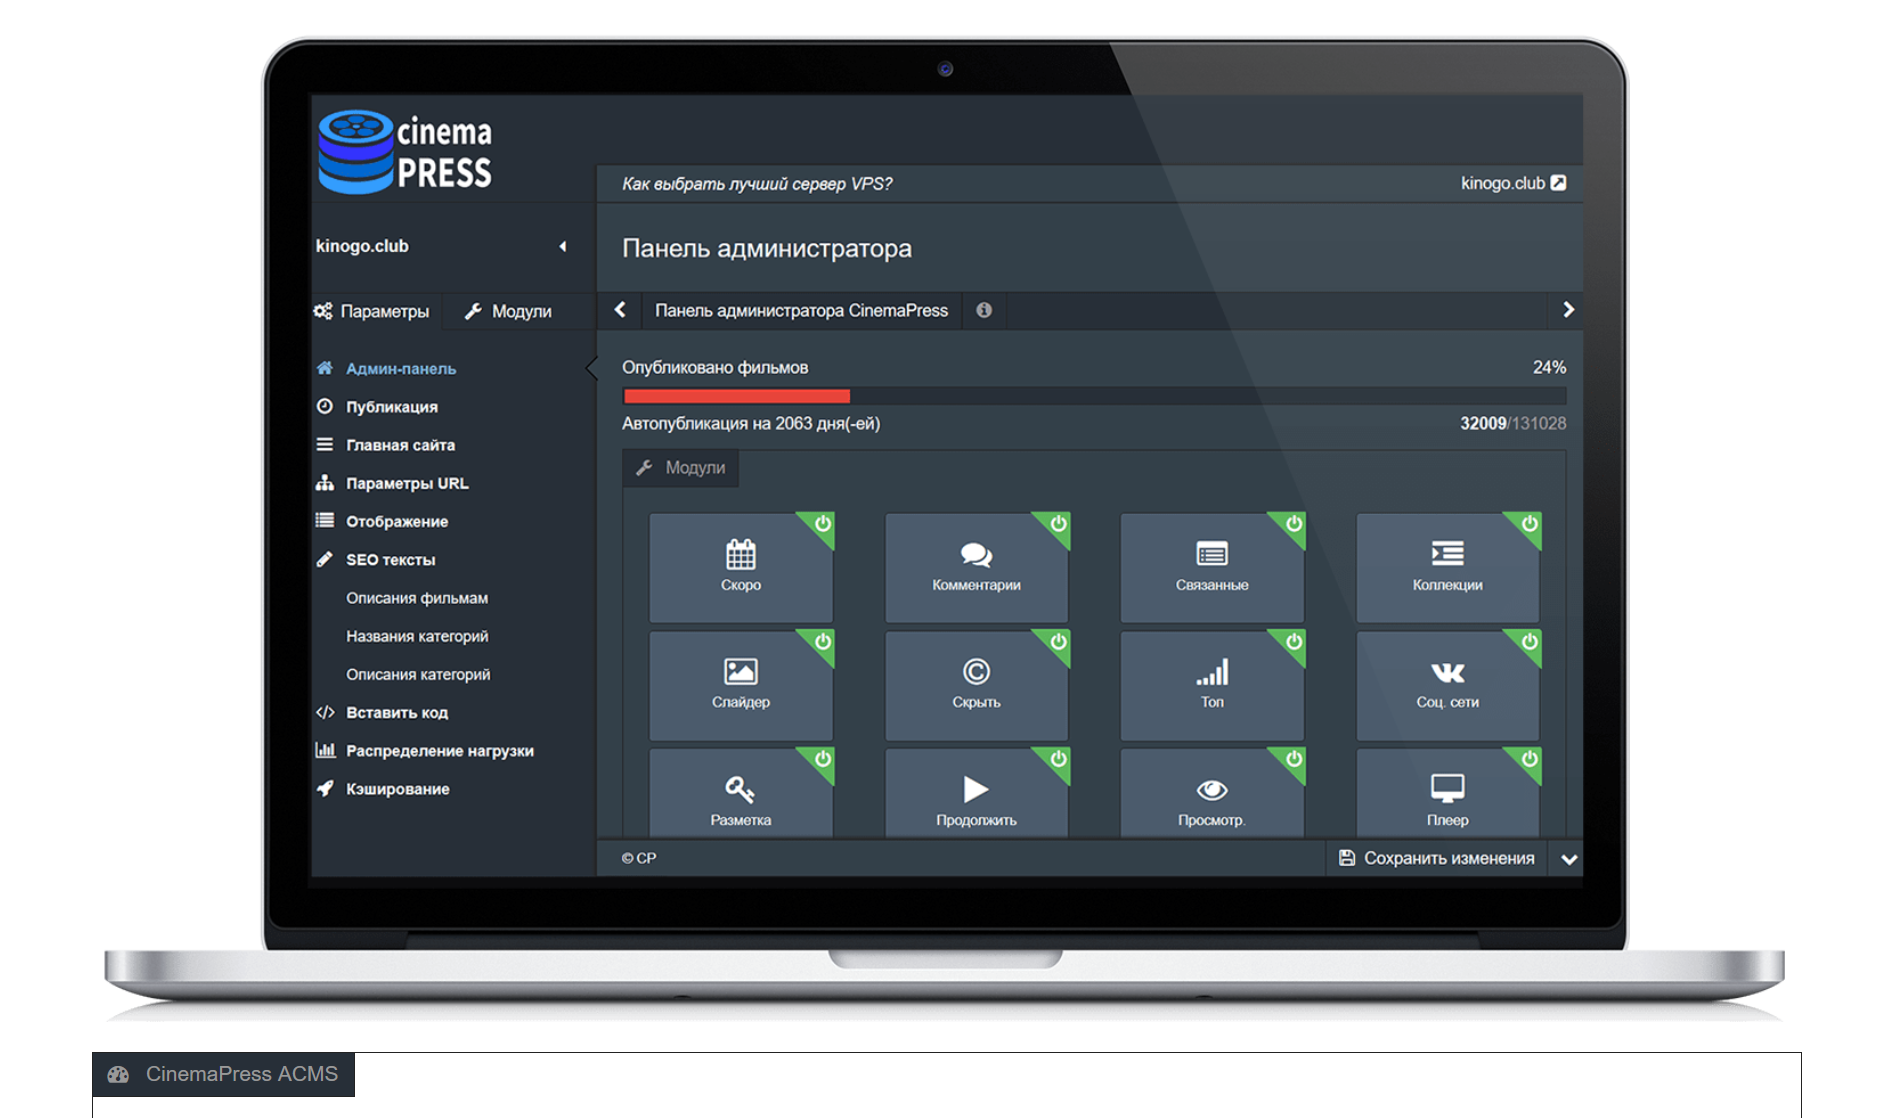 cinema
PRESS
Как выбрать лучший сервер VPS?
kinogo.club
kinogo.club
Панель администратора
Параметры
Модули
Панель администратора CinemaPress
Админ-панель
Публикация
Главная сайта
Параметры URL
Отображение
SEO тексты
Описания фильмам
Названия категорий
Описания категорий
Вставить код
Распределение нагрузки
Кэширование
Опубликовано фильмов
24%
Автопубликация на 2063 дня(-ей)
32009/131028
Модули
Скоро
Комментарии
Связанные
Коллекции
Слайдер
Скрыть
Топ
Соц. сети
Разметка
Продолжить
Просмотр.
Плеер
© CP
Сохранить изменения
CinemaPress ACMS